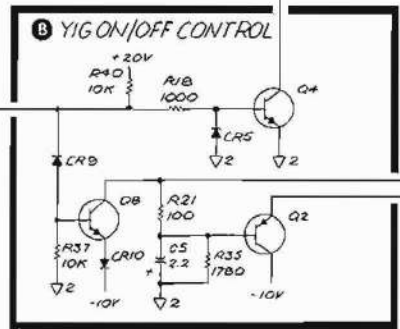 B YIG ON/OFF CONTROL
+20V
R40
10K
R18
1000
Q4
CR5
2
2
CR9
Q8
R21
100
Q2
R37
10K
CR10
C5
2.2
+
R35
1780
2
-10V
2
-10V